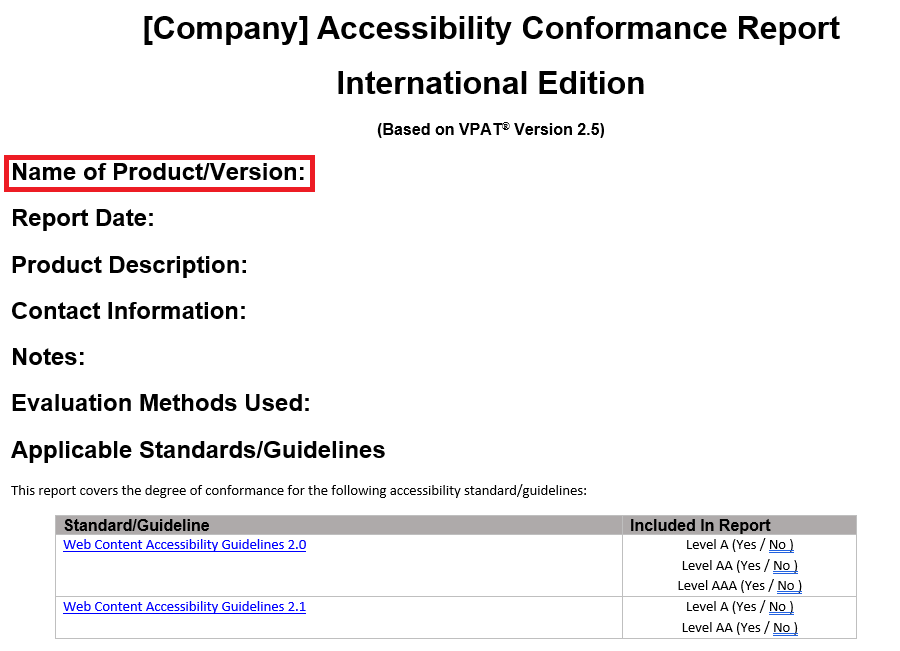 [Company] Accessibility Conformance Report
International Edition
(Based on VPAT® Version 2.5)
Name of Product/Version:
Report Date:
Product Description:
Contact Information:
Notes:
Evaluation Methods Used:
Applicable Standards/Guidelines
This report covers the degree of conformance for the following accessibility standard/guidelines:
Standard/Guideline Included In Report
Web Content Accessibility Guidelines 2.0 Level A (Yes / No )
Level AA (Yes / No )
Level AAA (Yes / No )
Web Content Accessibility Guidelines 2.1 Level A (Yes / No )
Level AA (Yes / No )